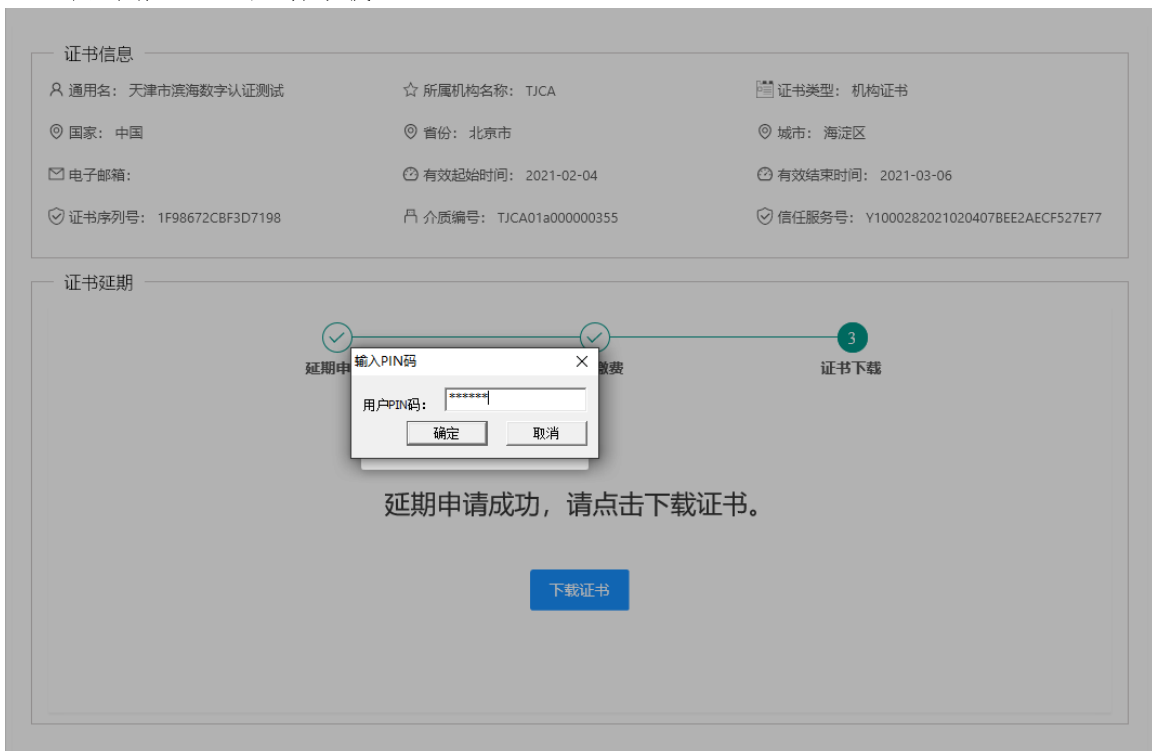 证书信息
通用名: 天津市滨海数字认证测试 所属机构名称: TJCA 证书类型: 机构证书
国家: 中国 省份: 北京市 城市: 海淀区
电子邮箱: 有效起始时间: 2021-02-04 有效结束时间: 2021-03-06
证书序列号: 1F98672CBF3D7198 介质编号: TJCA01a000000355 信任服务号: Y1000282021020407BEE2AECF527E77
证书延期
3
延期申 缴费 证书下载
输入PIN码
用户PIN码: ******
确定 取消
延期申请成功，请点击下载证书。
下载证书